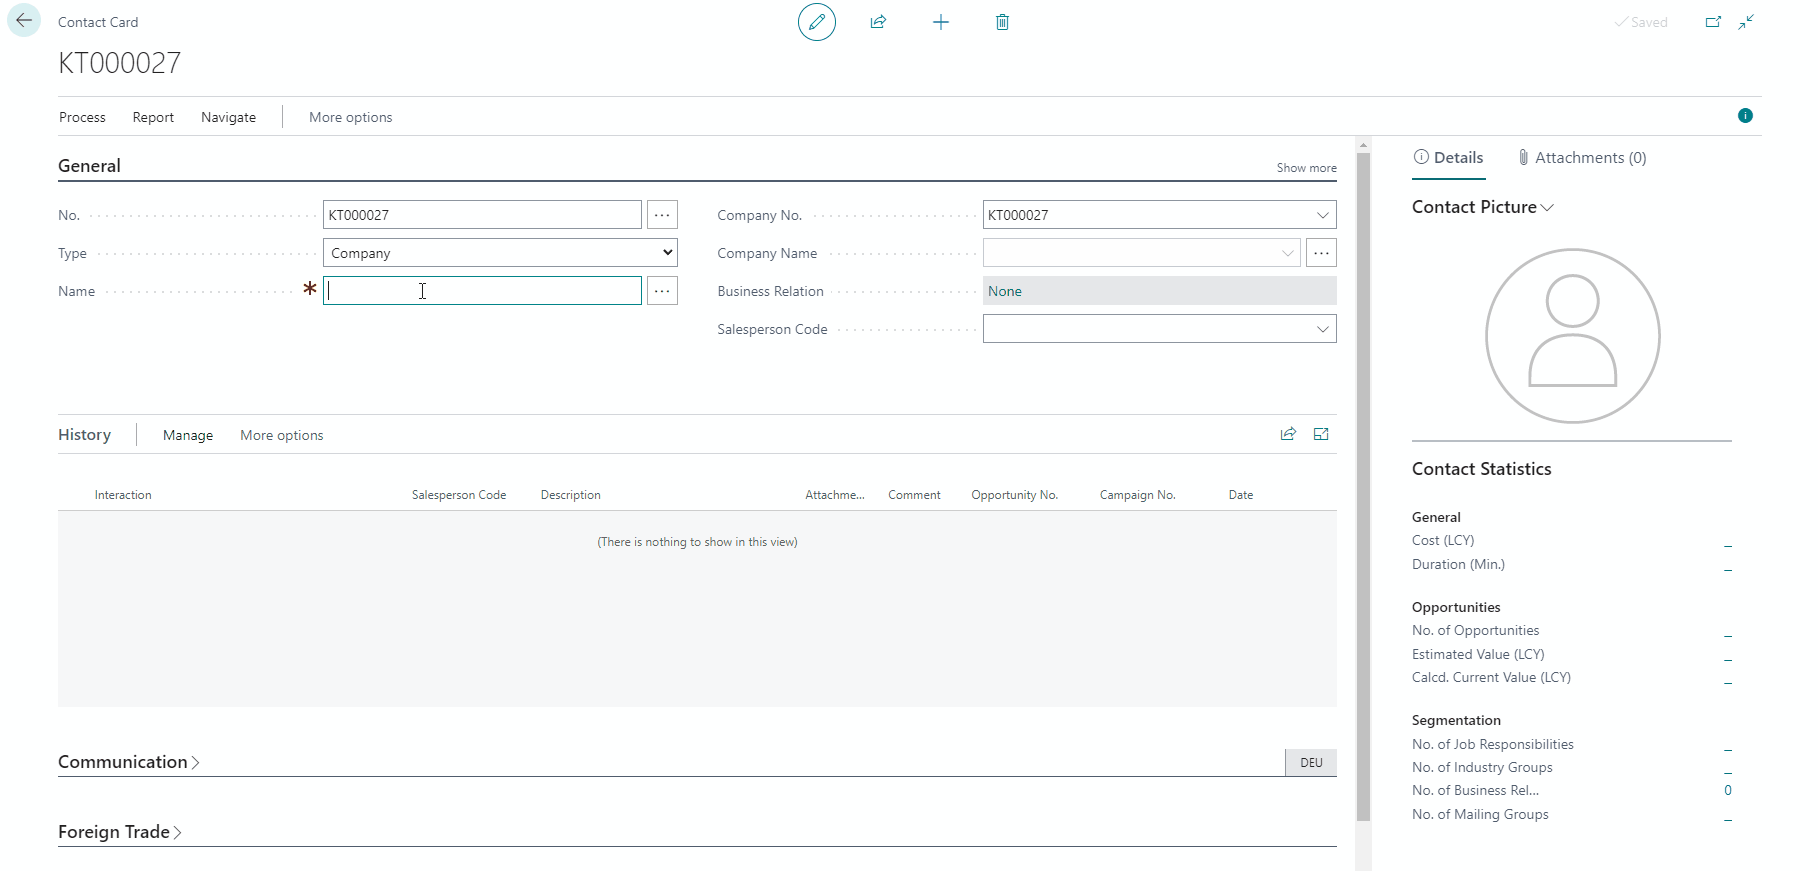 Contact Card
Saved
KT000027
Process Report Navigate More options
General
Show more
No. KT000027
Type Company
Name *
Company No. KT000027
Company Name
Business Relation None
Salesperson Code
History Manage More options
Interaction Salesperson Code Description Attachme... Comment Opportunity No. Campaign No. Date
(There is nothing to show in this view)
Communication
DEU
Foreign Trade
Details Attachments (0)
Contact Picture
Contact Statistics
General
Cost (LCY) _
Duration (Min.) _
Opportunities
No. of Opportunities _
Estimated Value (LCY) _
Calcd. Current Value (LCY) _
Segmentation
No. of Job Responsibilities _
No. of Industry Groups _
No. of Business Rel... 0
No. of Mailing Groups _